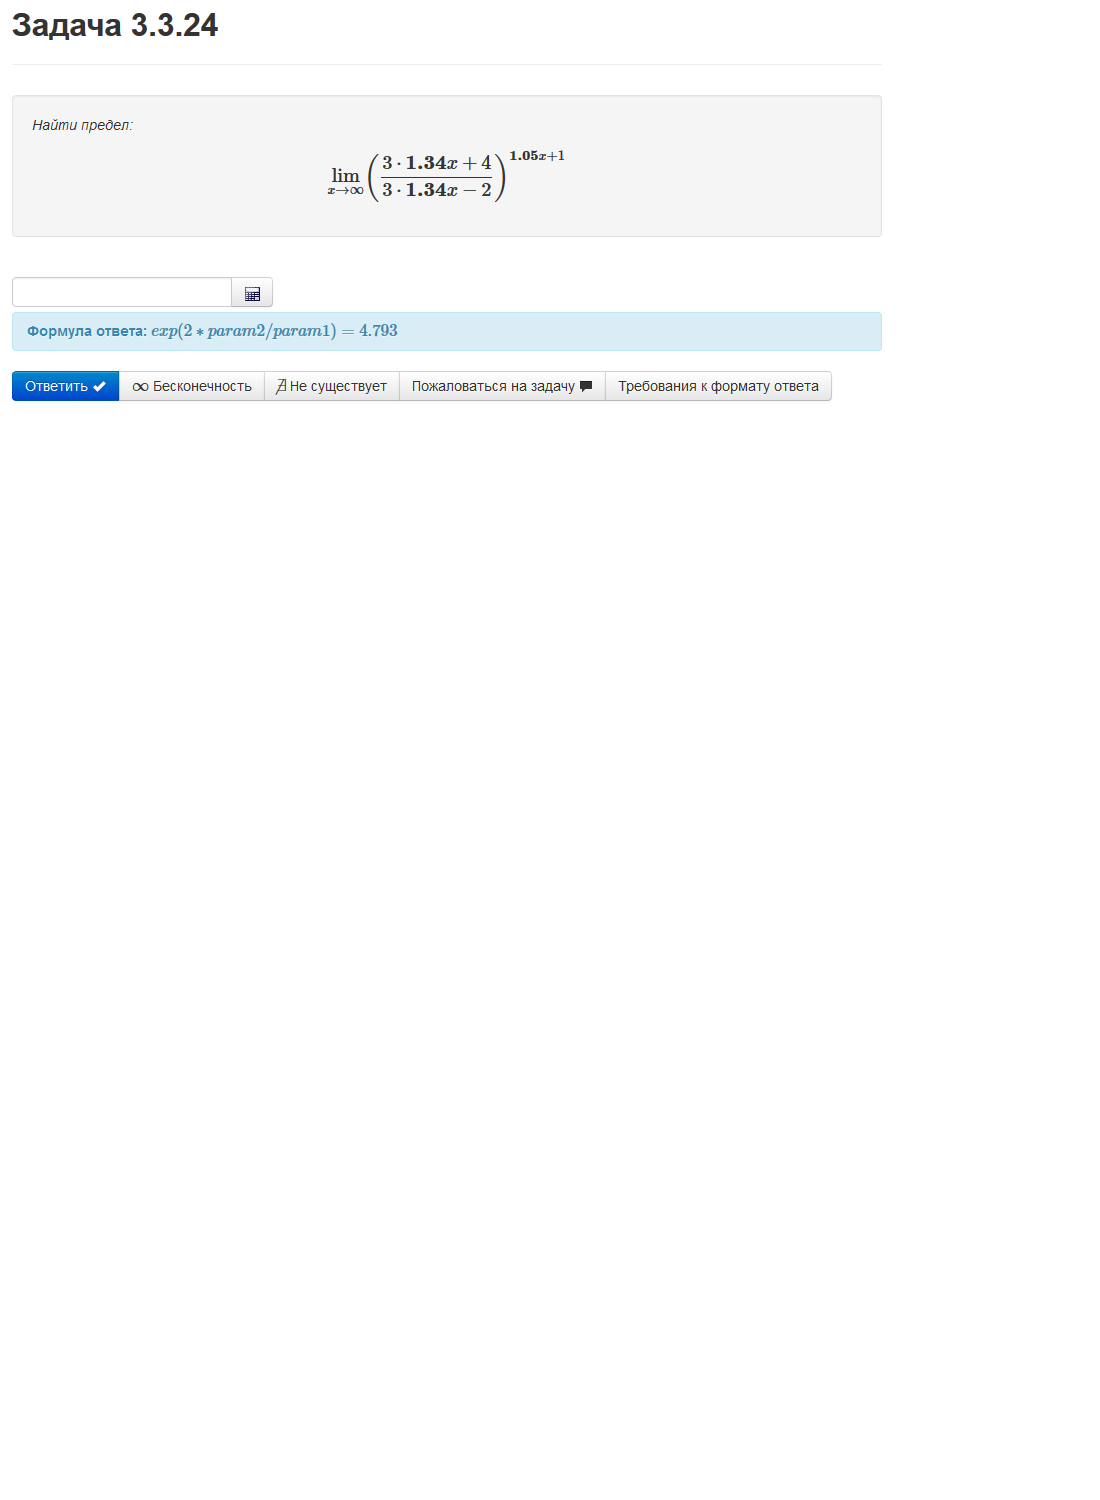 Задача 3.3.24
Найти предел:
\lim_{x \to \infty} \left( \frac{3 \cdot \mathbf{1.34}x + 4}{3 \cdot \mathbf{1.34}x - 2} \right)^{\mathbf{1.05}x+1}
Формула ответа: exp(2 * param2/param1) = 4.793
Ответить
∞ Бесконечность
∄ Не существует
Пожаловаться на задачу
Требования к формату ответа